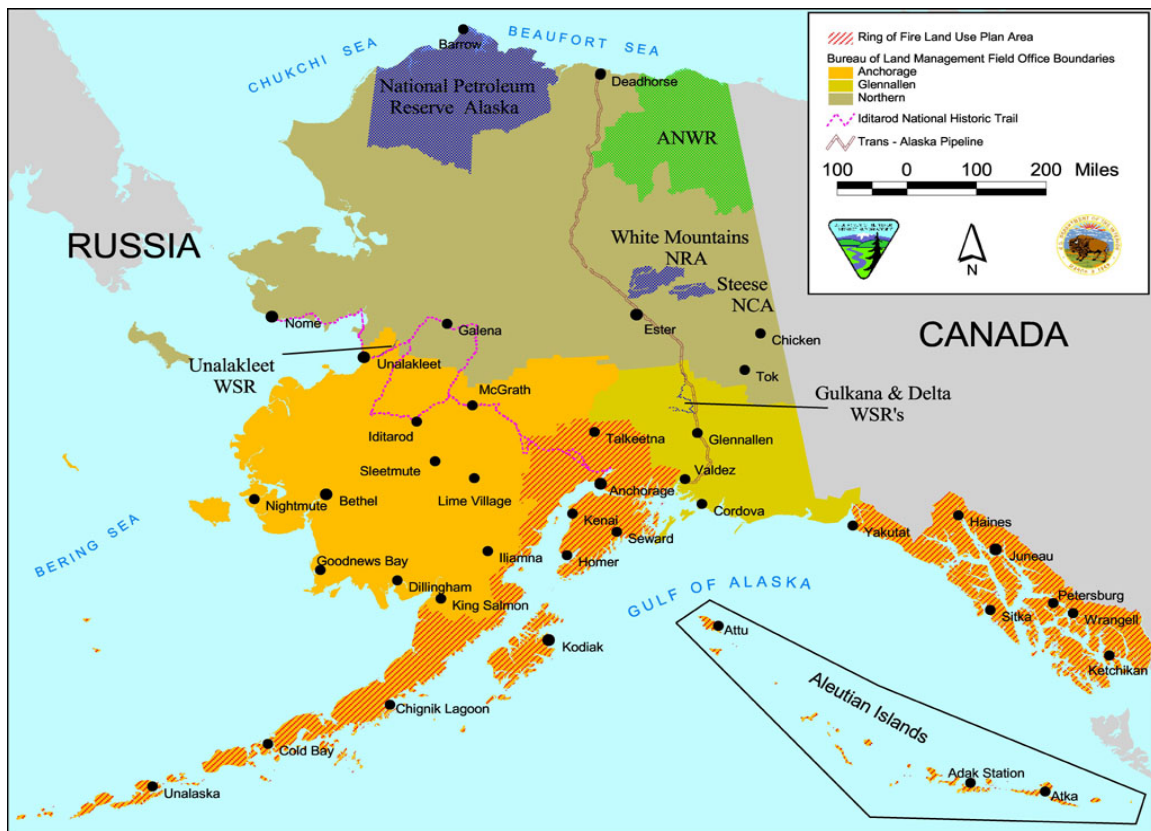 BEAUFORT SEA
CHUKCHI SEA
Barrow
National Petroleum
Reserve Alaska
Deadhorse
ANWR
Ring of Fire Land Use Plan Area
Bureau of Land Management Field Office Boundaries
Anchorage
Glennallen
Northern
Iditarod National Historic Trail
Trans - Alaska Pipeline
100 0 100 200 Miles
N
RUSSIA
White Mountains
NRA
Steese
NCA
Nome
Galena
Ester
Chicken
CANADA
Unalakleet
WSR
Unalakleet
Tok
McGrath
Gulkana & Delta
WSR's
Iditarod
Talkeetna
Glennallen
Sleetmute
Lime Village
Valdez
Anchorage
Nightmute
Bethel
Cordova
Kenai
Seward
Yakutat
Haines
Juneau
BERING SEA
Goodnews Bay
Iliamna
Homer
Dillingham
King Salmon
GULF OF ALASKA
Petersburg
Sitka
Wrangell
Attu
Kodiak
Ketchikan
Aleutian Islands
Chignik Lagoon
Cold Bay
Unalaska
Adak Station
Atka